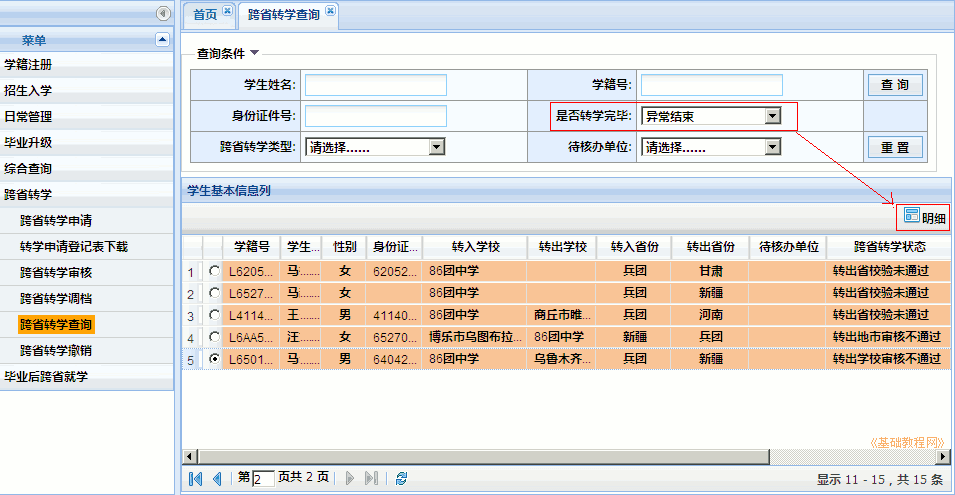 首页 跨省转学查询
菜单
学籍注册
招生入学
日常管理
毕业升级
综合查询
跨省转学
跨省转学申请
转学申请登记表下载
跨省转学审核
跨省转学调档
跨省转学查询
跨省转学撤销
毕业后跨省就学
查询条件
学生姓名: 学籍号: 查 询
身份证件号: 是否转学完毕: 异常结束
跨省转学类型: 请选择...... 待核办单位: 请选择...... 重 置
学生基本信息列
明细
学籍号 学生... 性别 身份证... 转入学校 转出学校 转入省份 转出省份 待核办单位 跨省转学状态
1 L6205... 马...... 女 62052... 86团中学 兵团 甘肃 转出省校验未通过
2 L6527... 马...... 女 86团中学 兵团 新疆 转出省校验未通过
3 L4114... 王...... 男 41140... 86团中学 商丘市睢... 兵团 河南 转出省校验未通过
4 L6AA5... 汪...... 女 65270... 博乐市乌图布拉... 86团中学 新疆 兵团 转出地市审核不通过
5 L6501... 马...... 男 64042... 86团中学 乌鲁木齐... 兵团 新疆 转出学校审核不通过
《基础教程网》
第 2 页共 2 页 显示 11 - 15，共 15 条